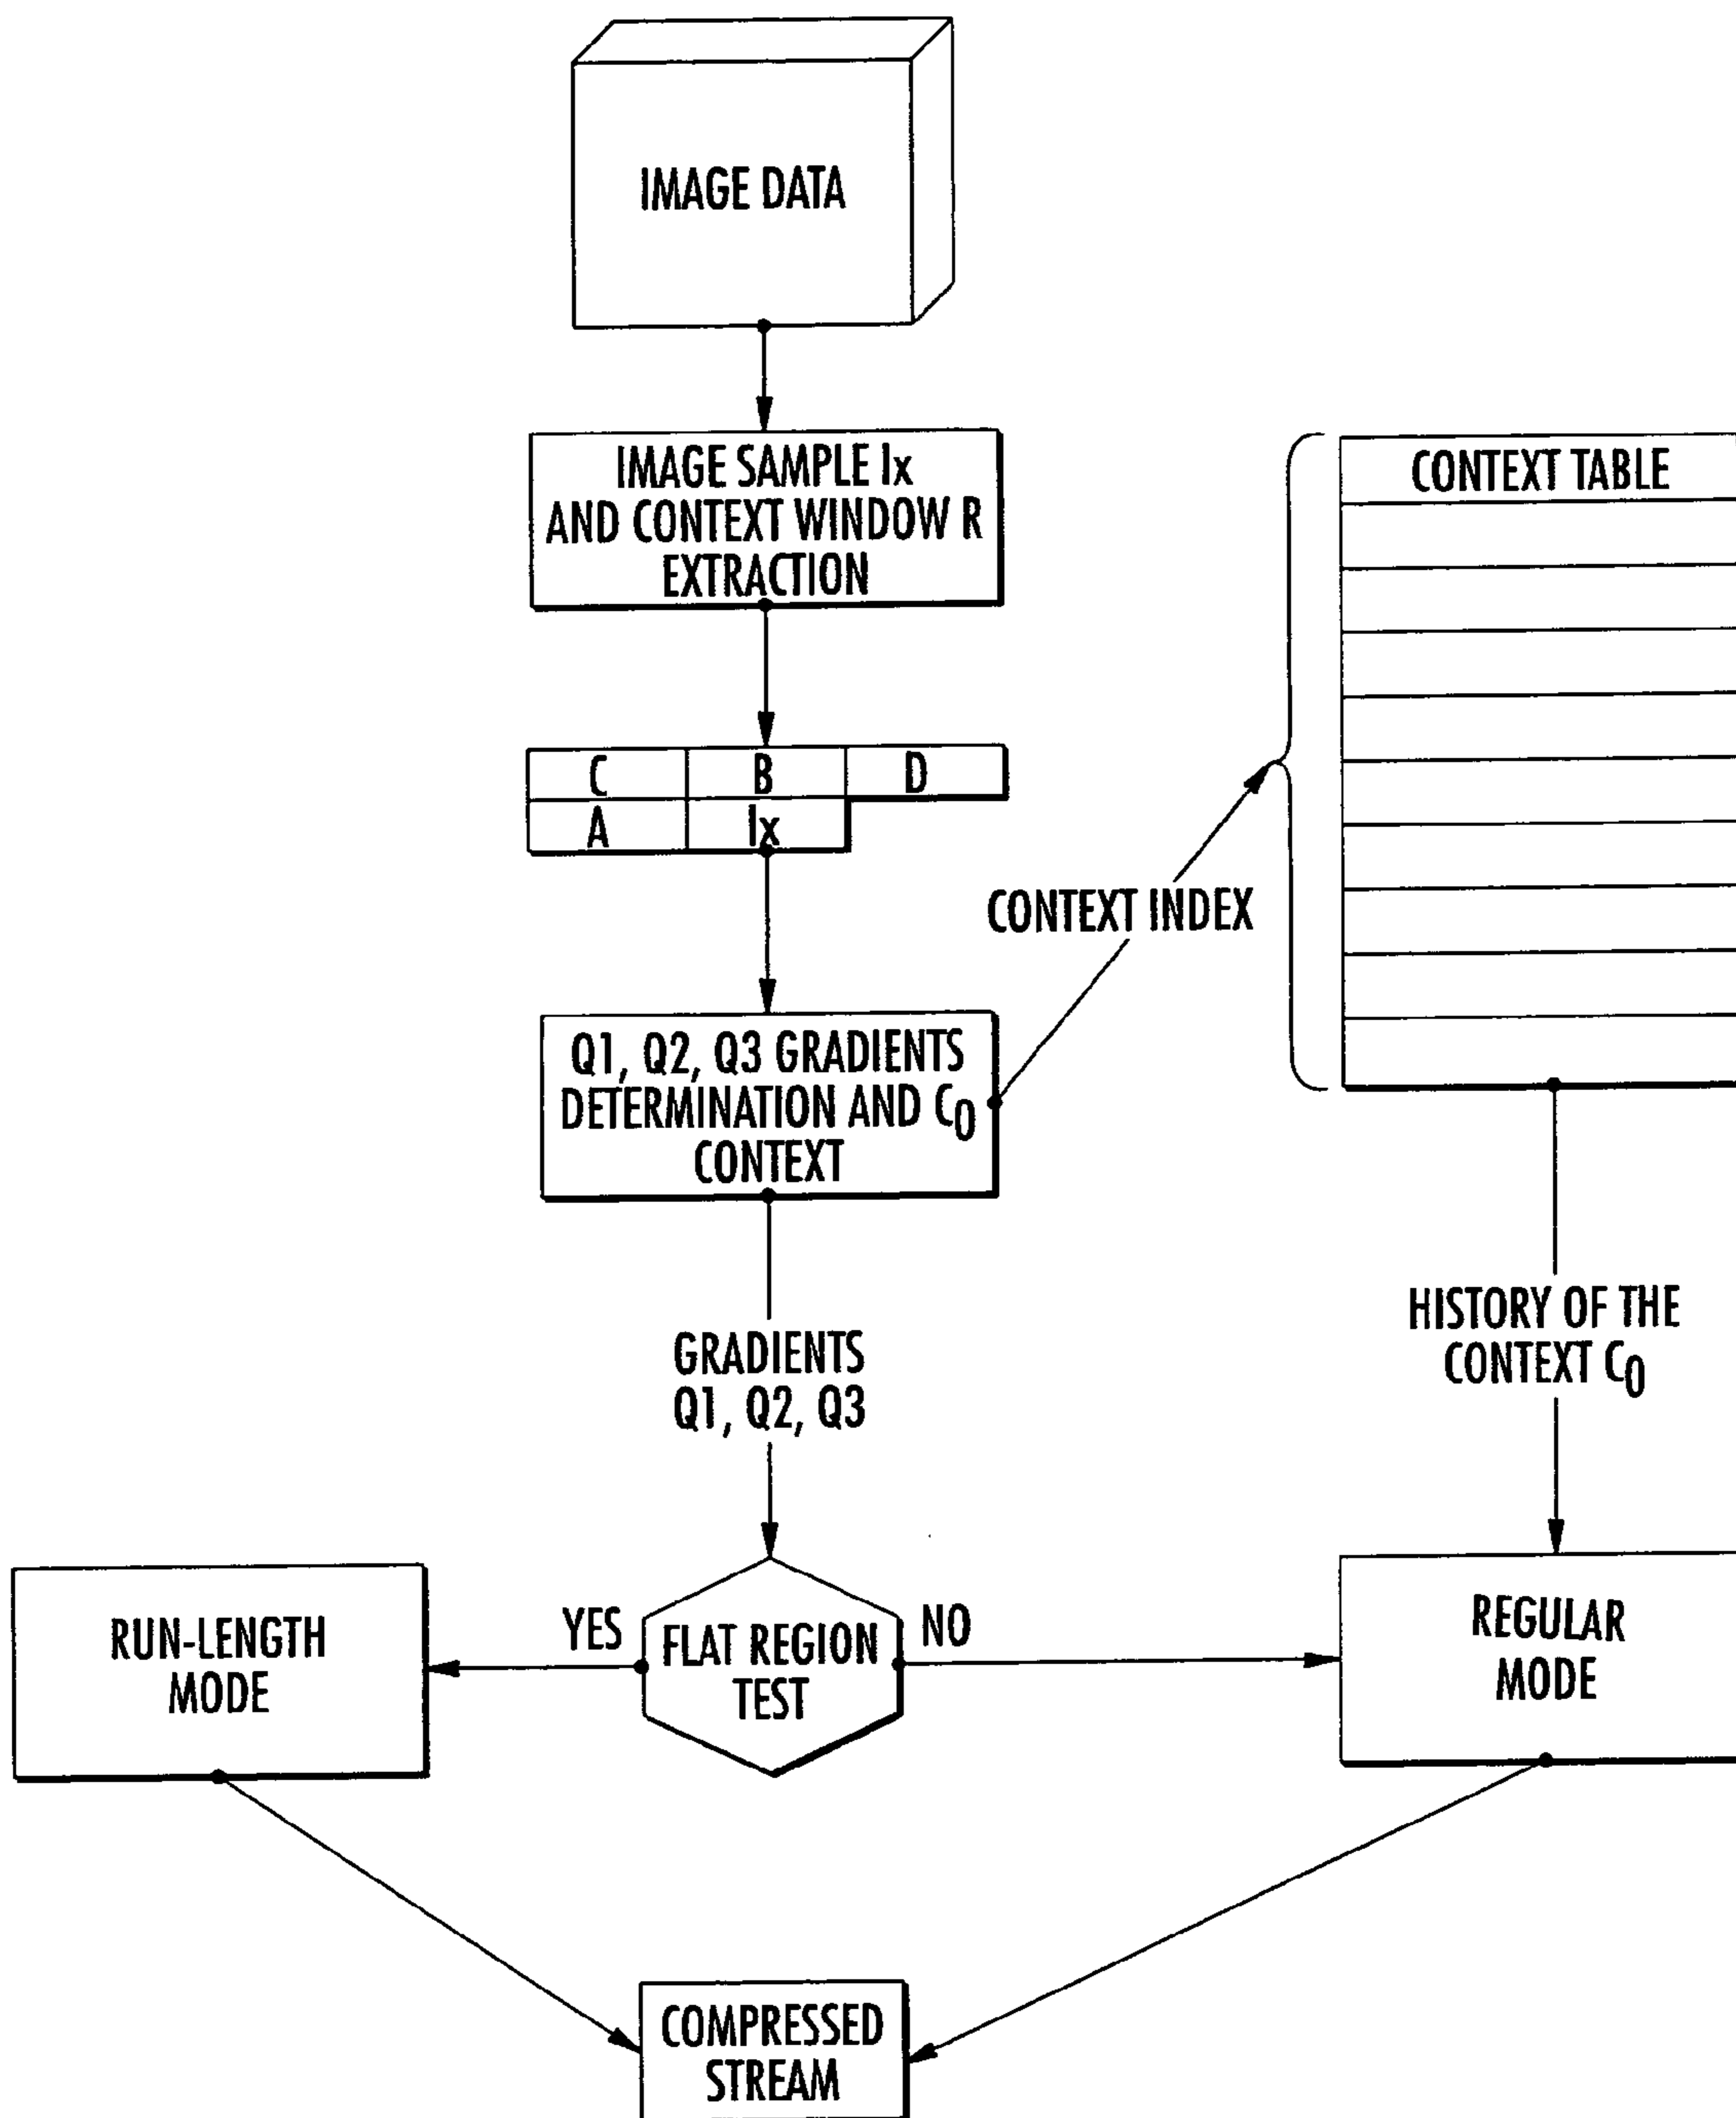 IMAGE DATA
IMAGE SAMPLE Ix
AND CONTEXT WINDOW R
EXTRACTION
CONTEXT TABLE
C B D
A Ix
CONTEXT INDEX
Q1, Q2, Q3 GRADIENTS
DETERMINATION AND C0
CONTEXT
GRADIENTS
Q1, Q2, Q3
HISTORY OF THE
CONTEXT C0
RUN-LENGTH
MODE
YES
FLAT REGION
TEST
NO
REGULAR
MODE
COMPRESSED
STREAM